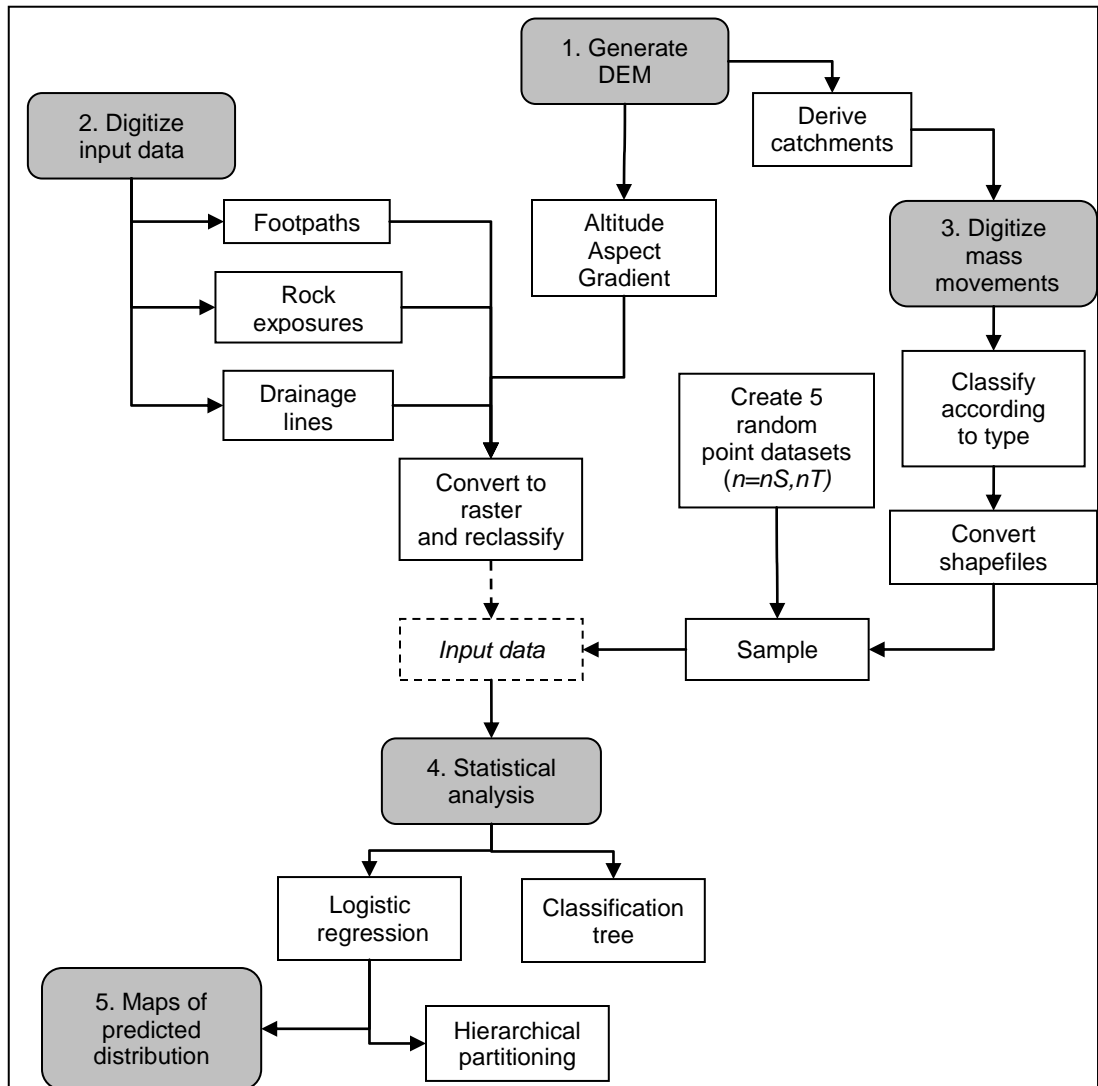 1. Generate
DEM
2. Digitize
input data
Derive
catchments
Footpaths
Altitude
Aspect
Gradient
3. Digitize
mass
movements
Rock
exposures
Drainage
lines
Create 5
random
point datasets
(n=nS,nT)
Classify
according
to type
Convert to
raster
and reclassify
Convert
shapefiles
Input data
Sample
4. Statistical
analysis
Logistic
regression
Classification
tree
5. Maps of
predicted
distribution
Hierarchical
partitioning